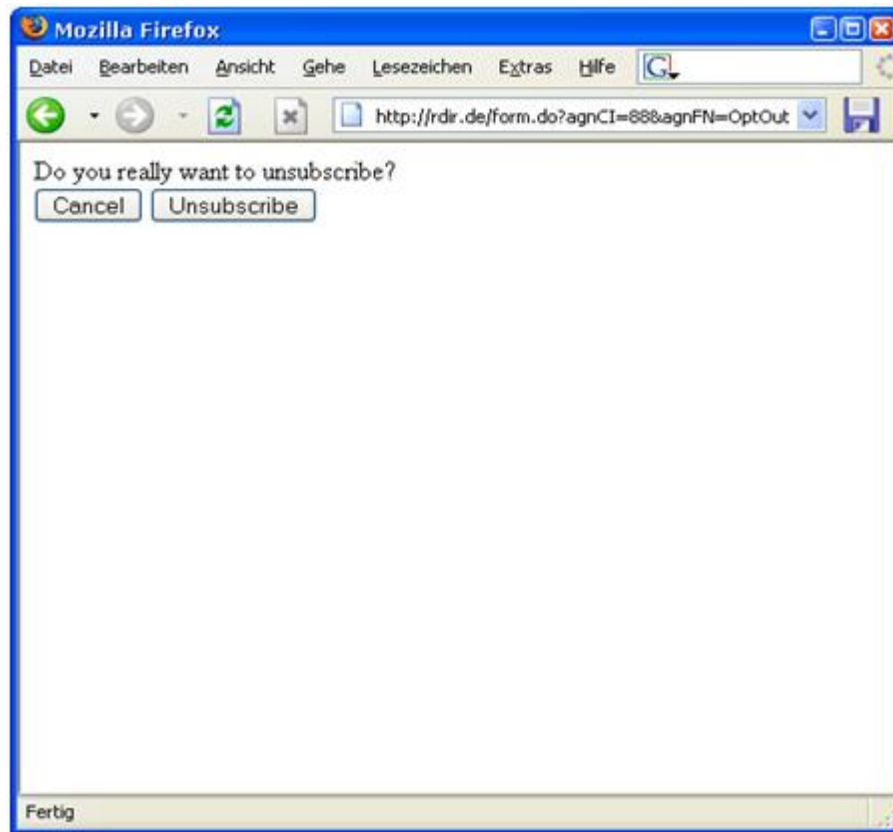 Mozilla Firefox
Datei Bearbeiten Ansicht Gehe Lesezeichen Extras Hilfe G
http://rdir.de/form.do?agnCI=88&agnFN=OptOut
Do you really want to unsubscribe?
Cancel Unsubscribe
Fertig